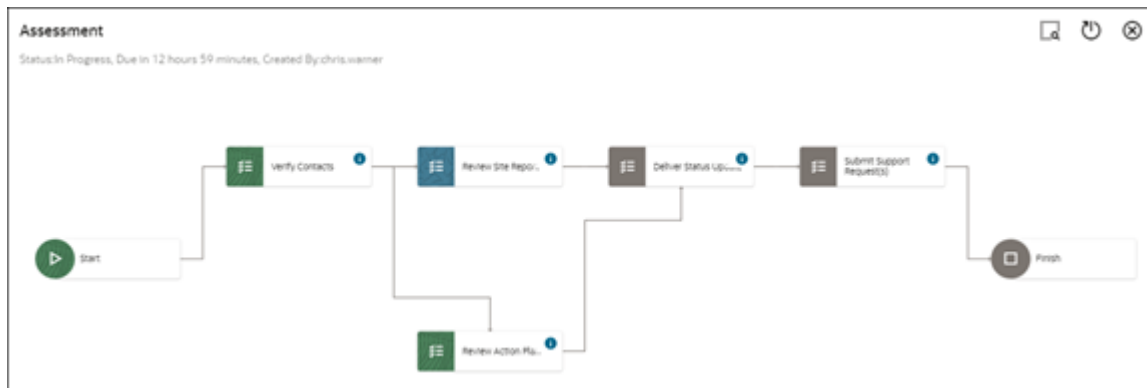 Assessment
Status:In Progress, Due in 12 hours 59 minutes, Created By:chris.warner
Verify Contacts
Review Site Repor...
Deliver Status
Submit Support
Request(s)
Start
Finish
Review Action Pla...